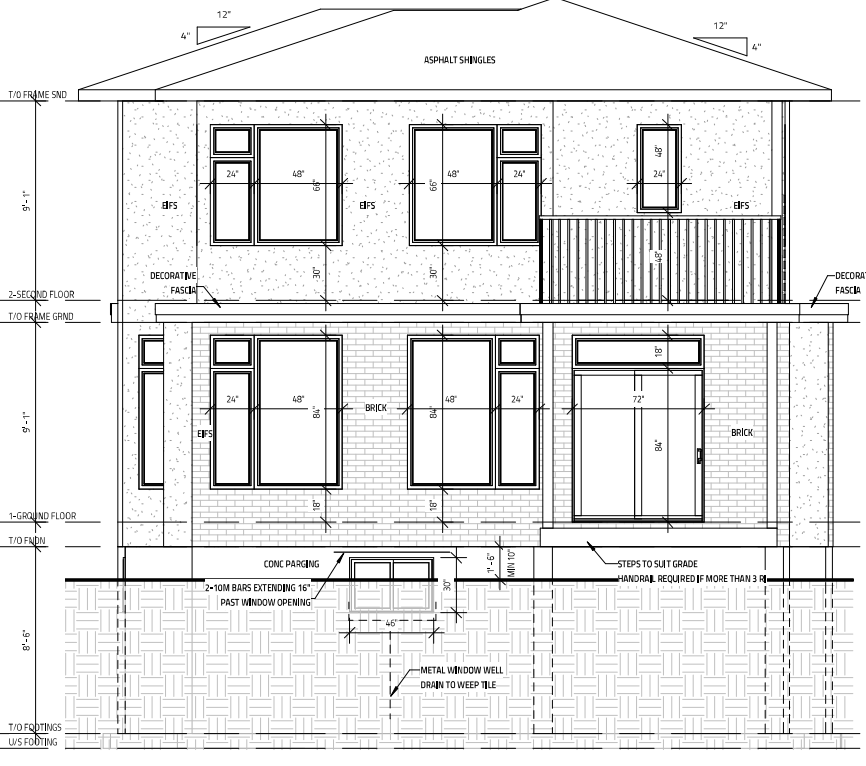 12"
4"
12"
4"
ASPHALT SHINGLES
T/O FRAME SND
48"
24"
48"
66"
48"
66"
24"
24"
9'-1"
EIFS
EIFS
EIFS
48"
30"
30"
DECORATIVE
FASCIA
DECORA
FASCIA
2-SECOND FLOOR
T/O FRAME GRND
18"
24"
48"
84"
BRICK
48"
84"
24"
72"
84"
9'-1"
EIFS
BRICK
18"
18"
1-GROUND FLOOR
T/O FNDN
CONC PARGING
1'-6"
MIN 10"
STEPS TO SUIT GRADE
HANDRAIL REQUIRED IF MORE THAN 3 RI
2-10M BARS EXTENDING 16"
PAST WINDOW OPENING
30"
46"
8'-6"
METAL WINDOW WELL
DRAIN TO WEEP TILE
T/O FOOTINGS
U/S FOOTING